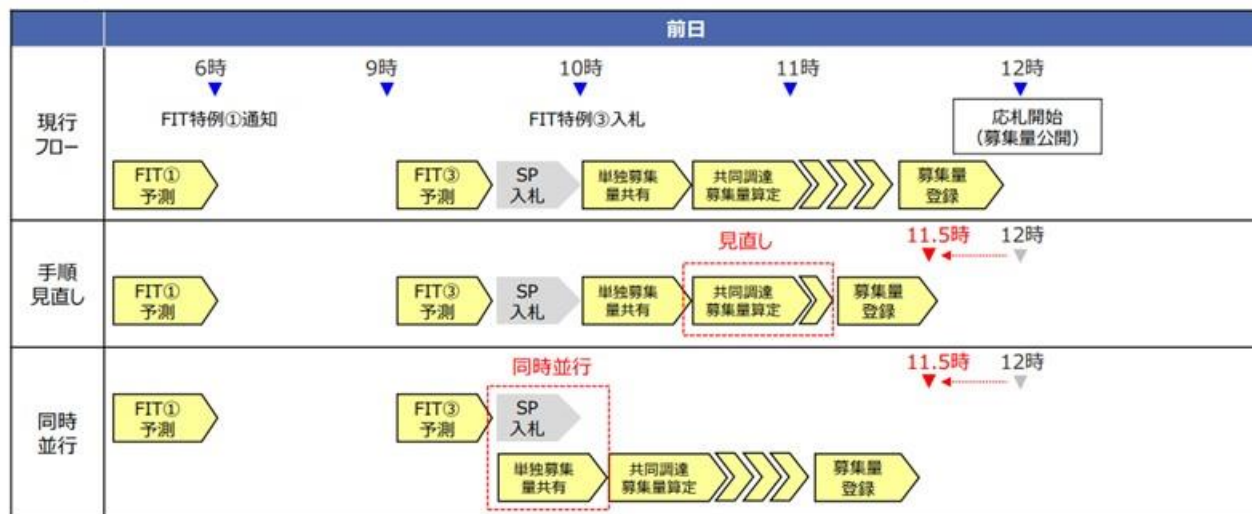 前日
6時
9時
10時
11時
12時
現行
フロー
FIT特例①通知
FIT特例③入札
応札開始
（募集量公開）
FIT①
予測
FIT③
予測
SP
入札
単独募集
量共有
共同調達
募集量算定
募集量
登録
手順
見直し
見直し
11.5時
12時
FIT①
予測
FIT③
予測
SP
入札
単独募集
量共有
共同調達
募集量算定
募集量
登録
同時
並行
同時並行
11.5時
12時
FIT①
予測
FIT③
予測
SP
入札
単独募集
量共有
共同調達
募集量算定
募集量
登録